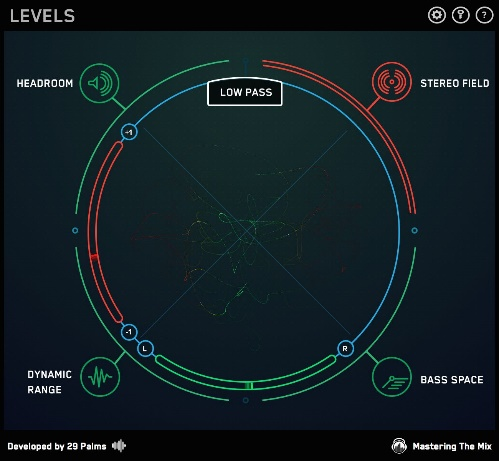 LEVELS
?
HEADROOM
LOW PASS
STEREO FIELD
-1
-1
L
R
DYNAMIC
RANGE
BASS SPACE
Developed by 29 Palms
Mastering The Mix